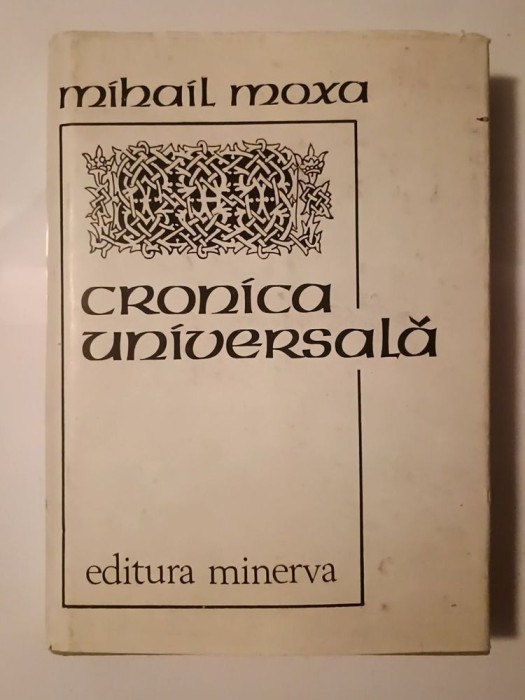 mihail moxa
cronica
universală
editura minerva